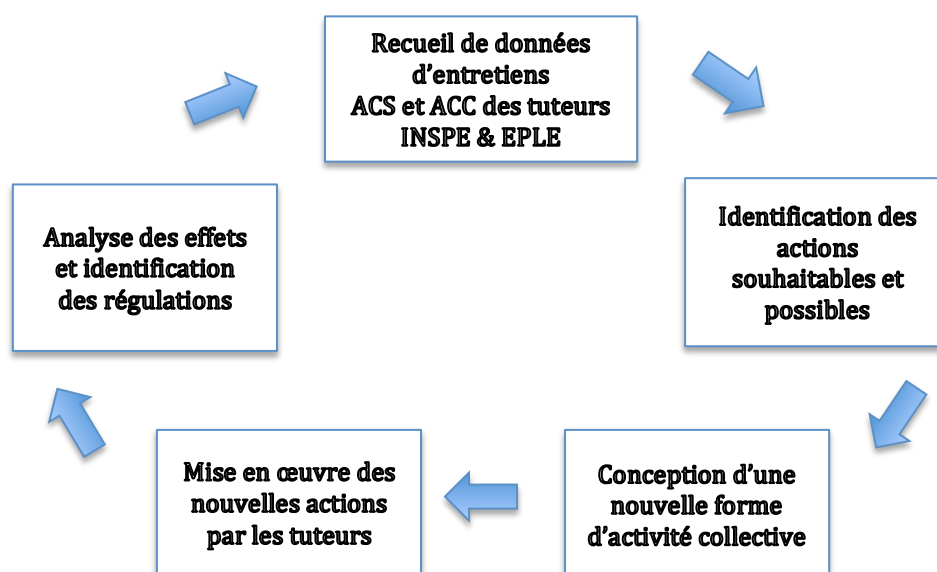 Recueil de données
d’entretiens
ACS et ACC des tuteurs
INSPE & EPLE
Identification des
actions
souhaitables et
possibles
Conception d’une
nouvelle forme
d’activité collective
Mise en œuvre des
nouvelles actions
par les tuteurs
Analyse des effets
et identification
des régulations